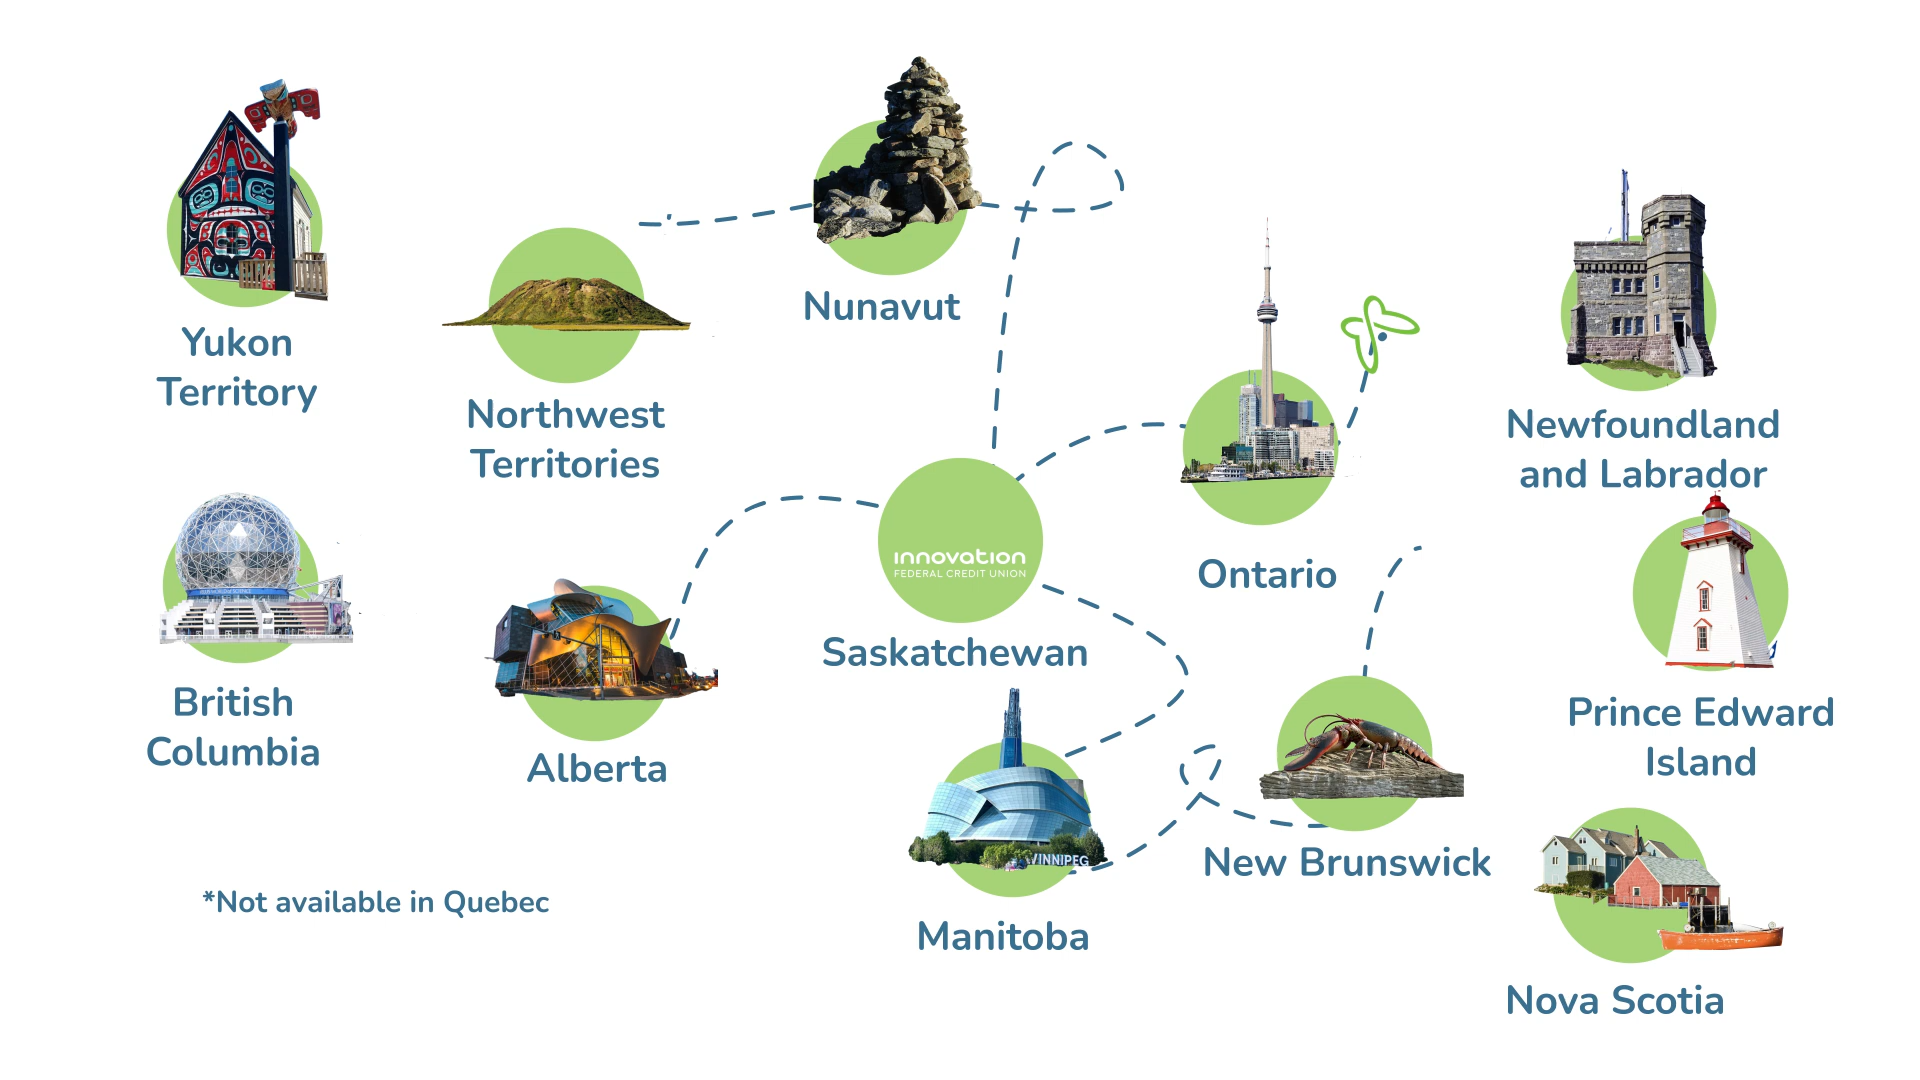 Yukon
Territory
Northwest
Territories
Nunavut
Newfoundland
and Labrador
British
Columbia
Alberta
innovation
FEDERAL CREDIT UNION
Saskatchewan
Ontario
Prince Edward
Island
WINNIPEG
Manitoba
New Brunswick
Nova Scotia
*Not available in Quebec